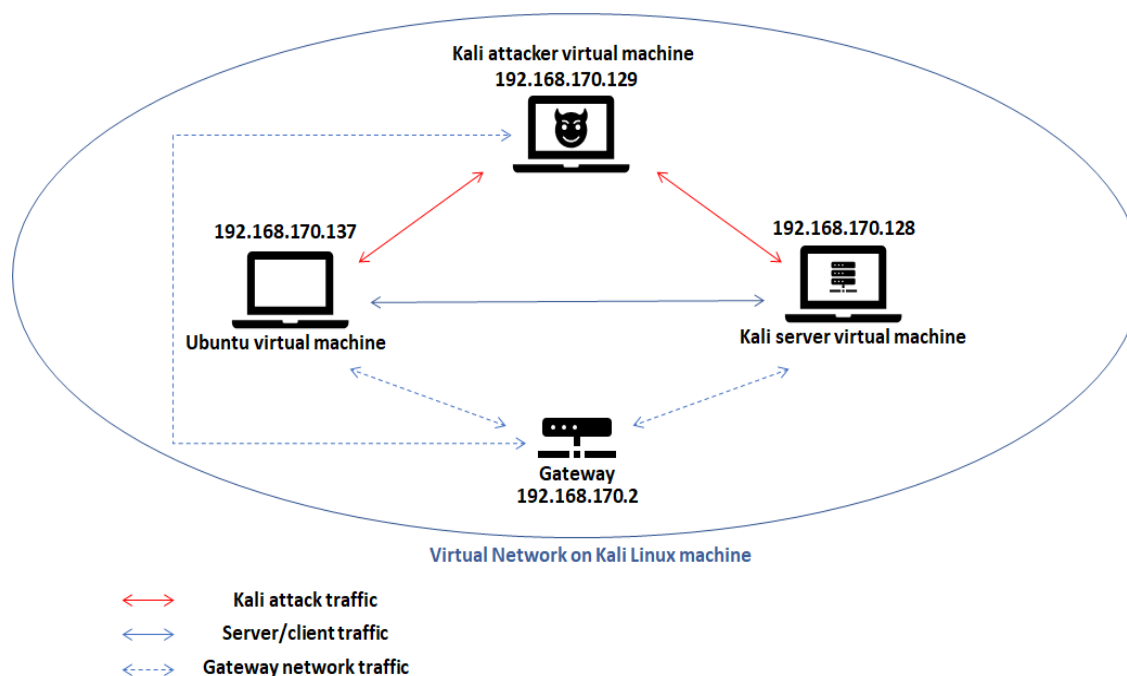 Kali attacker virtual machine
192.168.170.129
192.168.170.137
192.168.170.128
Ubuntu virtual machine
Kali server virtual machine
Gateway
192.168.170.2
Virtual Network on Kali Linux machine
Kali attack traffic
Server/client traffic
Gateway network traffic